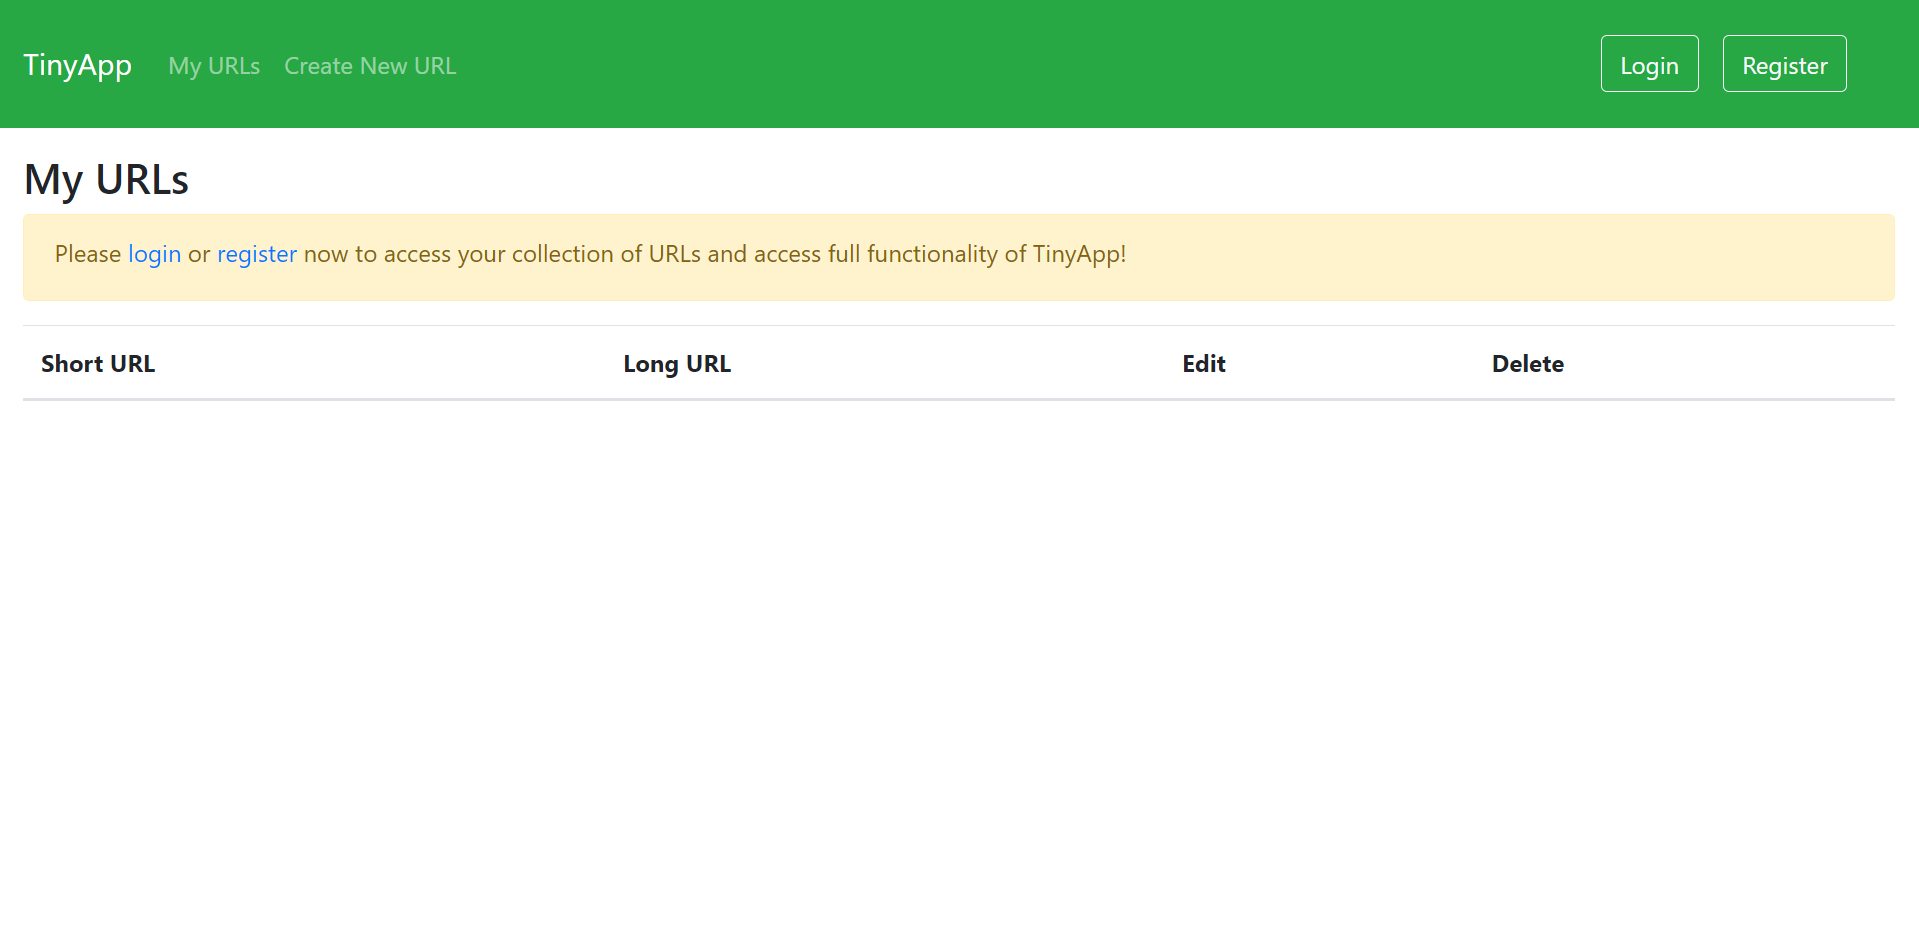 TinyApp My URLs Create New URL Login Register
My URLs
Please login or register now to access your collection of URLs and access full functionality of TinyApp!
Short URL Long URL Edit Delete